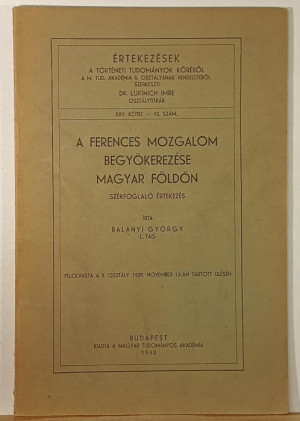 ÉRTEKEZÉSEK
A TÖRTÉNETI TUDOMÁNYOK KÖRÉBŐL
A M. TUD. AKADÉMIA II. OSZTÁLYÁNAK RENDELETÉBŐL
SZERKESZTI
DR. LUKINICH IMRE
OSZTÁLYTITKÁR
XXV. KÖTET — 10. SZÁM.
A FERENCES MOZGALOM
BEGYÖKEREZÉSE
MAGYAR FÖLDÖN
SZÉKFOGLALÓ ÉRTEKEZÉS
ÍRTA
BALANYI GYÖRGY
L. TAG
FELOLVASTA A II. OSZTÁLY 1939. NOVEMBER 13-ÁN TARTOTT ÜLÉSÉN
BUDAPEST
KIADJA A MAGYAR TUDOMÁNYOS AKADÉMIA
1940